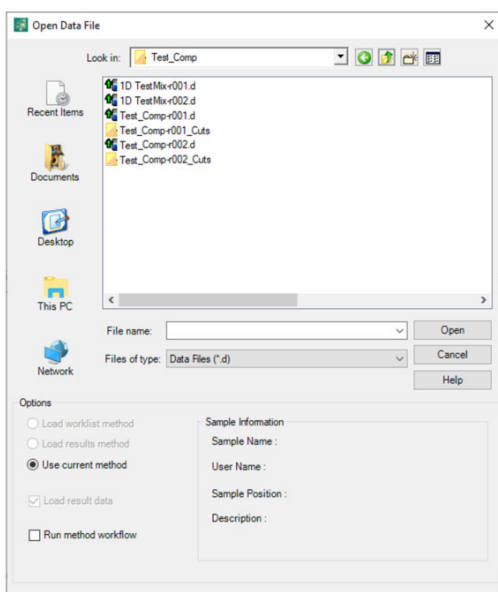 Open Data File
Look in: Test_Comp
1D TestMix-r001.d
1D TestMix-r002.d
Test_Comp-r001.d
Test_Comp-r001_Cuts
Test_Comp-r002.d
Test_Comp-r002_Cuts
Recent Items
Documents
Desktop
This PC
Network
File name:
Open
Files of type: Data Files (*.d)
Cancel
Help
Options
Load worklist method
Load results method
Use current method
Load result data
Run method workflow
Sample Information
Sample Name :
User Name :
Sample Position :
Description :